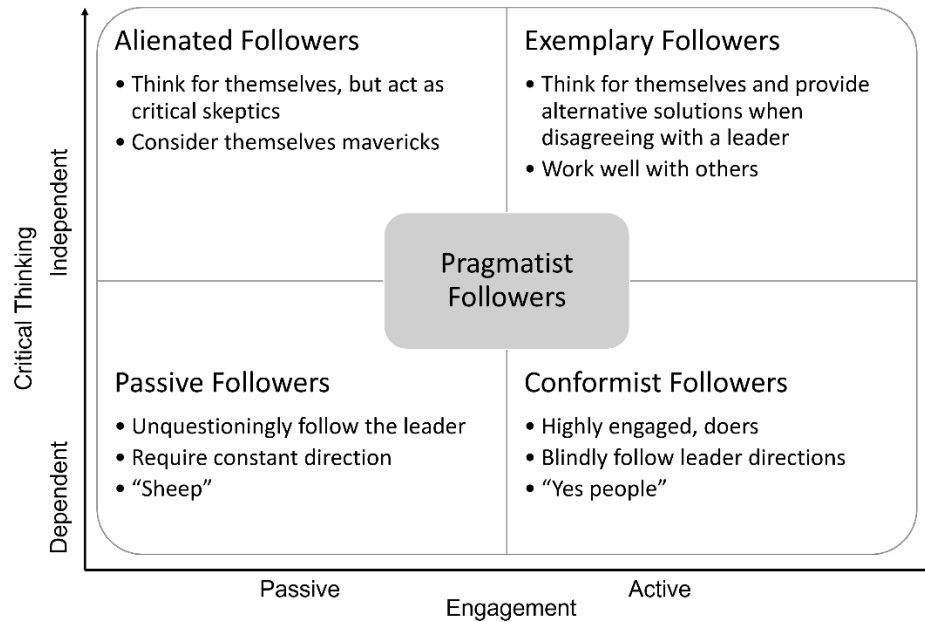 Alienated Followers
• Think for themselves, but act as
critical skeptics
• Consider themselves mavericks
Exemplary Followers
• Think for themselves and provide
alternative solutions when
disagreeing with a leader
• Work well with others
Pragmatist
Followers
Passive Followers
• Unquestioningly follow the leader
• Require constant direction
• “Sheep”
Conformist Followers
• Highly engaged, doers
• Blindly follow leader directions
• “Yes people”
Critical Thinking
Independent
Dependent
Passive
Active
Engagement